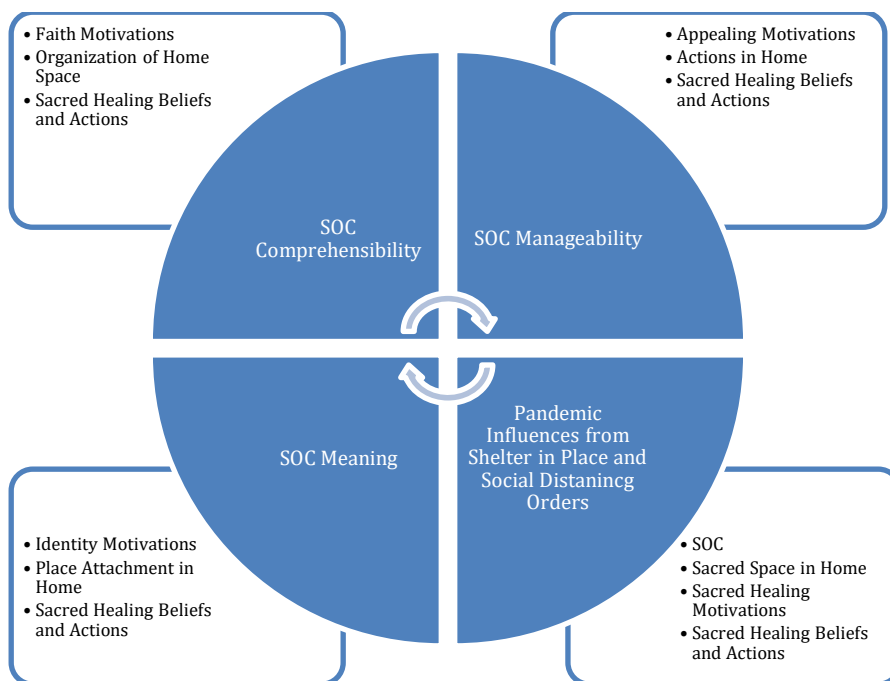 • Faith Motivations
• Organization of Home
Space
• Sacred Healing Beliefs
and Actions
• Appealing Motivations
• Actions in Home
• Sacred Healing Beliefs
and Actions
SOC
Comprehensibility
SOC Manageability
SOC Meaning
Pandemic
Influences from
Shelter in Place and
Social Distanincg
Orders
• Identity Motivations
• Place Attachment in
Home
• Sacred Healing Beliefs
and Actions
• SOC
• Sacred Space in Home
• Sacred Healing
Motivations
• Sacred Healing Beliefs
and Actions